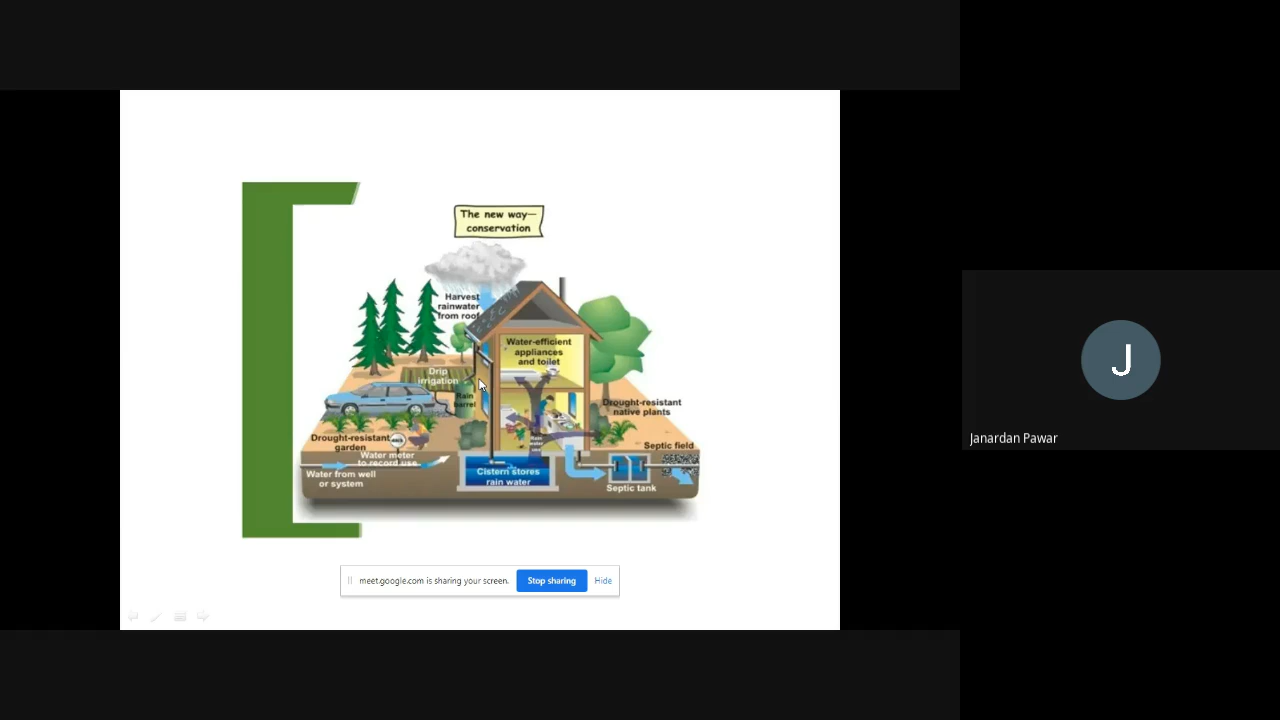 The new way—
conservation
Harvest
rainwater
from roof
Water-efficient
appliances
and toilet
Drip
irrigation
Rain
barrel
Drought-resistant
native plants
Drought-resistant
garden
Water meter
to record use
Septic field
Water from well
or system
Cistern stores
rain water
Septic tank
meet.google.com is sharing your screen.
Stop sharing
Hide
J
Janardan Pawar